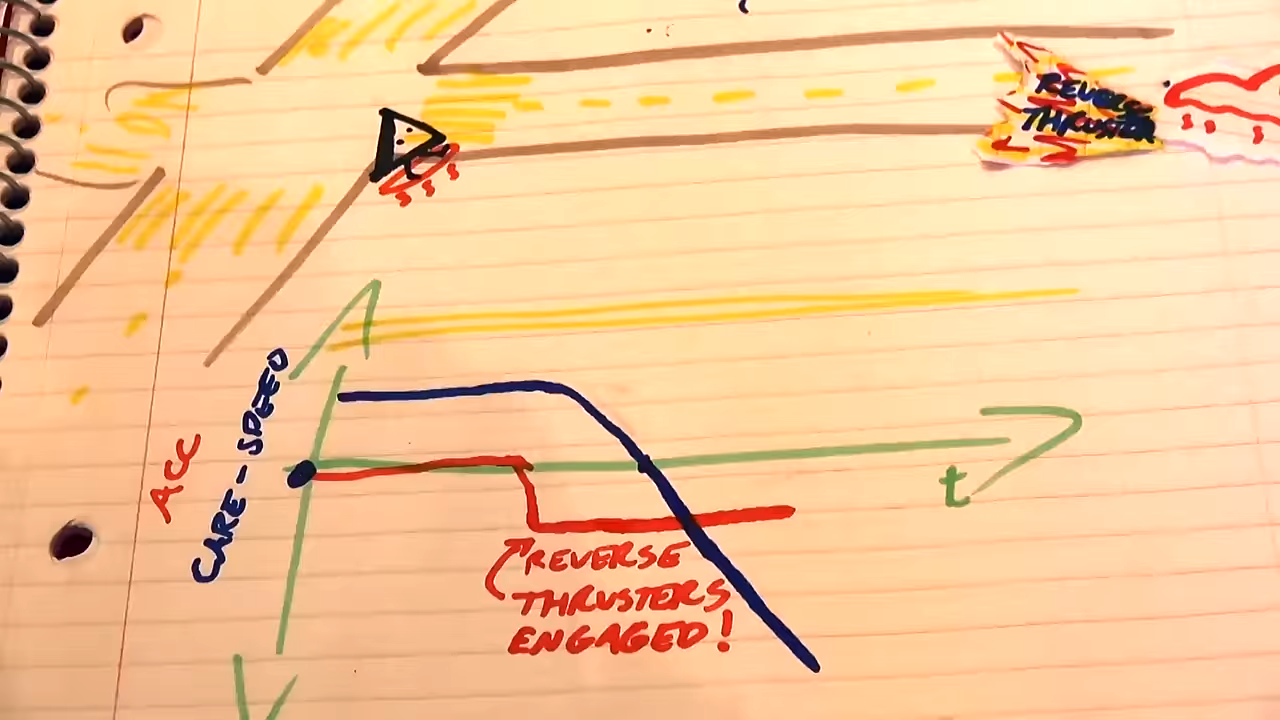 REVERSE
THRUSTER
ACC
CARE-SPEED
t
REVERSE
THRUSTERS
ENGAGED!